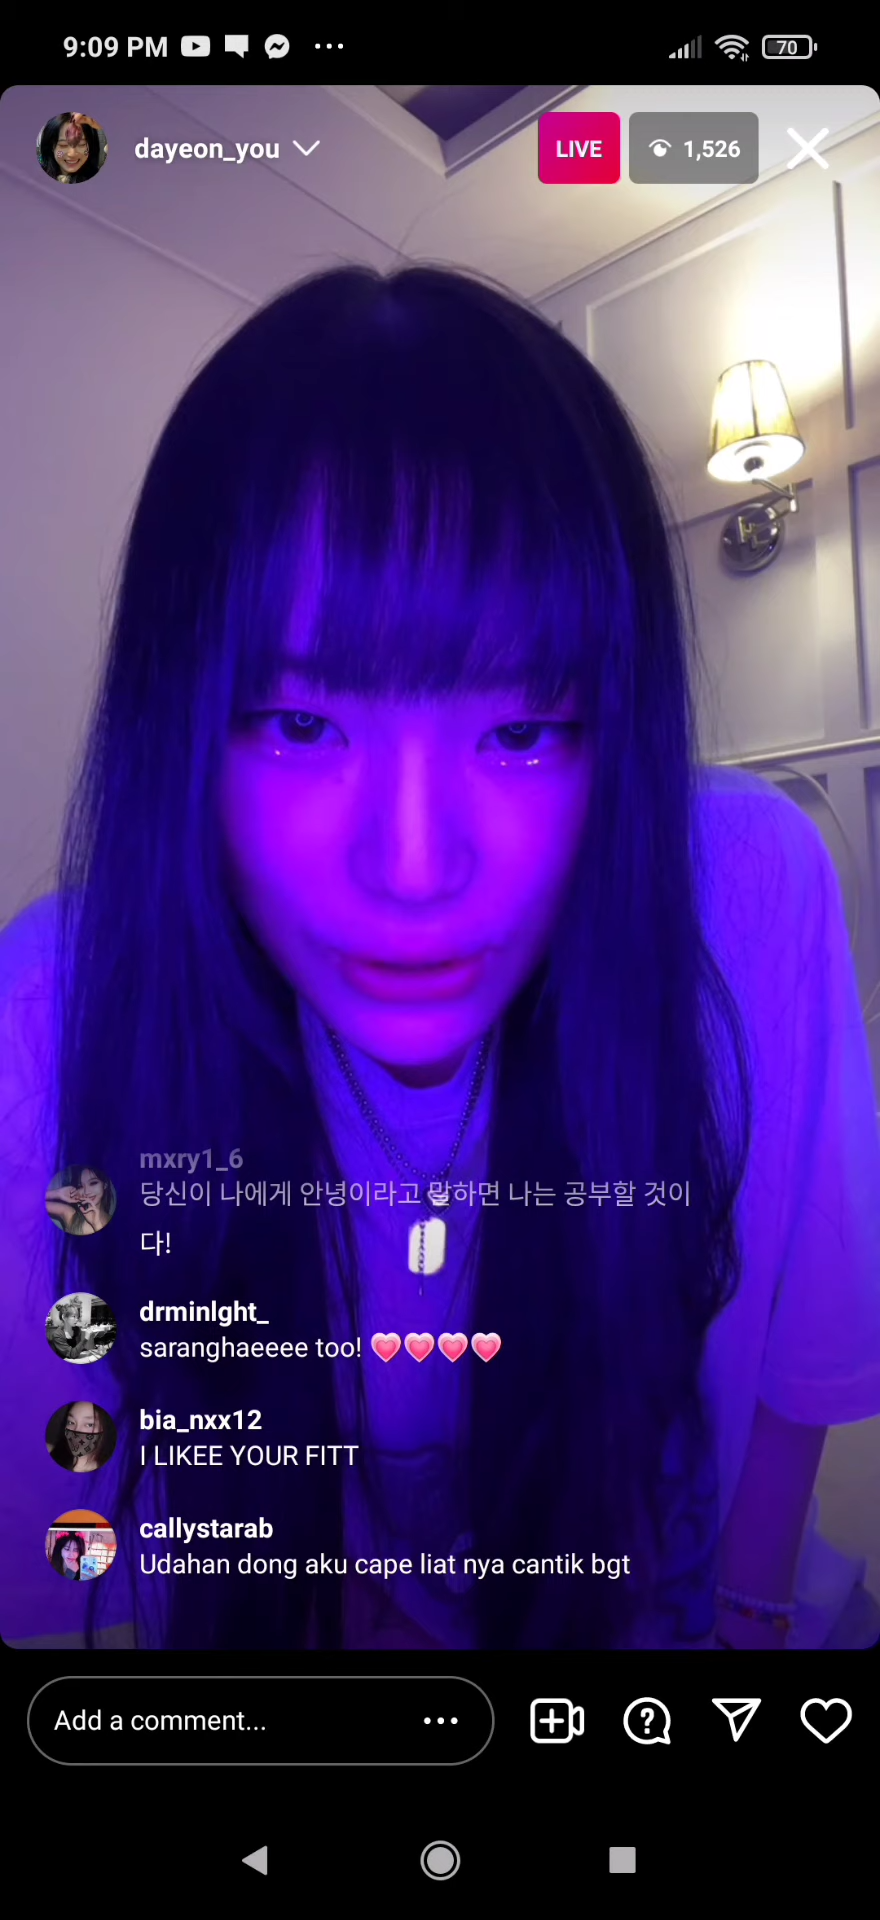 9:09 PM
70
dayeon_you
LIVE
1,526
mxry1_6
당신이 나에게 안녕이라고 말하면 나는 공부할 것이
다!
drminlght_
saranghaeeee too! 💗💗💗💗
bia_nxx12
I LIKEE YOUR FITT
callystarab
Udahan dong aku cape liat nya cantik bgt
Add a comment...